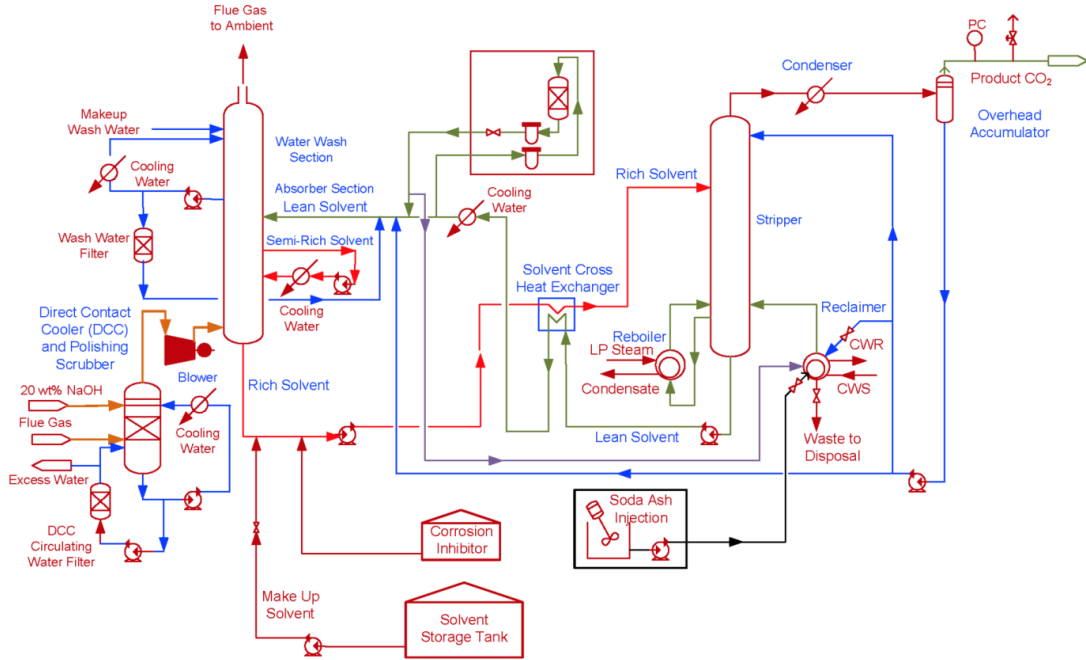 Flue Gas
to Ambient
PC
Product CO₂
Condenser
Overhead
Accumulator
Makeup
Wash Water
Water Wash
Section
Cooling
Water
Absorber Section
Lean Solvent
Cooling
Water
Rich Solvent
Stripper
Wash Water
Filter
Semi-Rich Solvent
Cooling
Water
Solvent Cross
Heat Exchanger
Direct Contact
Cooler (DCC)
and Polishing
Scrubber
Blower
Reboiler
LP Steam
Condensate
Reclaimer
CWR
CWS
Rich Solvent
20 wt% NaOH
Flue Gas
Cooling
Water
Excess Water
Lean Solvent
Waste to
Disposal
DCC
Circulating
Water Filter
Corrosion
Inhibitor
Soda Ash
Injection
Make Up
Solvent
Solvent
Storage Tank